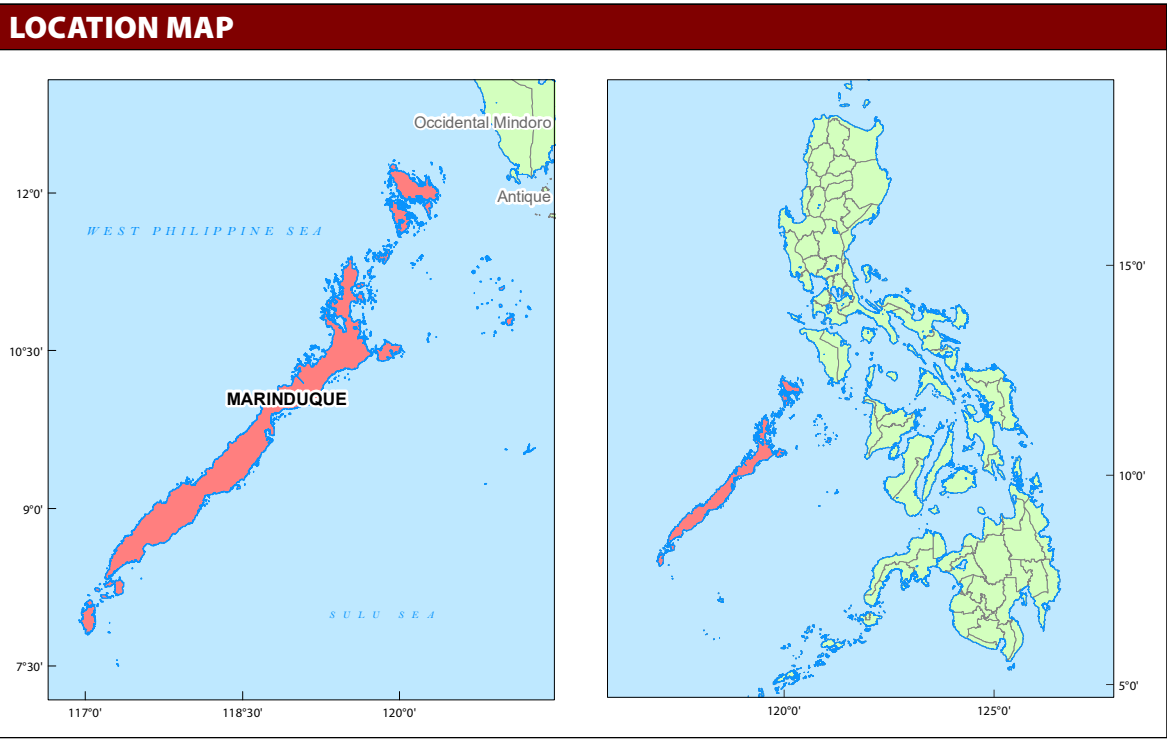 LOCATION MAP
Occidental Mindoro
12°0'
Antique
WEST PHILIPPINE SEA
15°0'
10°30'
MARINDUQUE
10°0'
9°0'
SULU SEA
7°30'
5°0'
117°0'
118°30'
120°0'
120°0'
125°0'